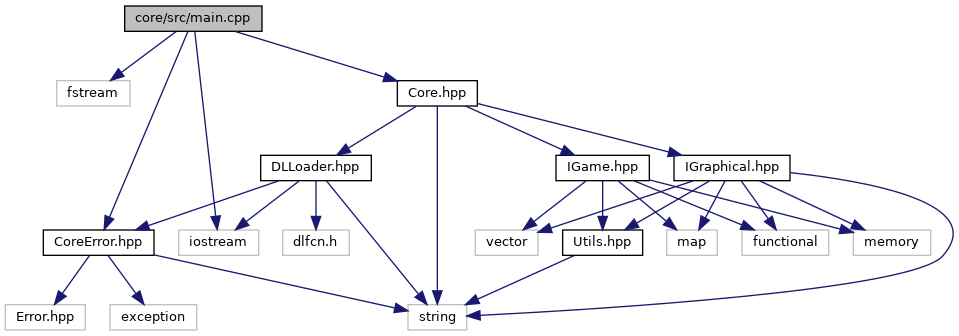 core/src/main.cpp
fstream
Core.hpp
DLLoader.hpp
IGame.hpp
IGraphical.hpp
CoreError.hpp
iostream
dlfcn.h
vector
Utils.hpp
map
functional
memory
Error.hpp
exception
string